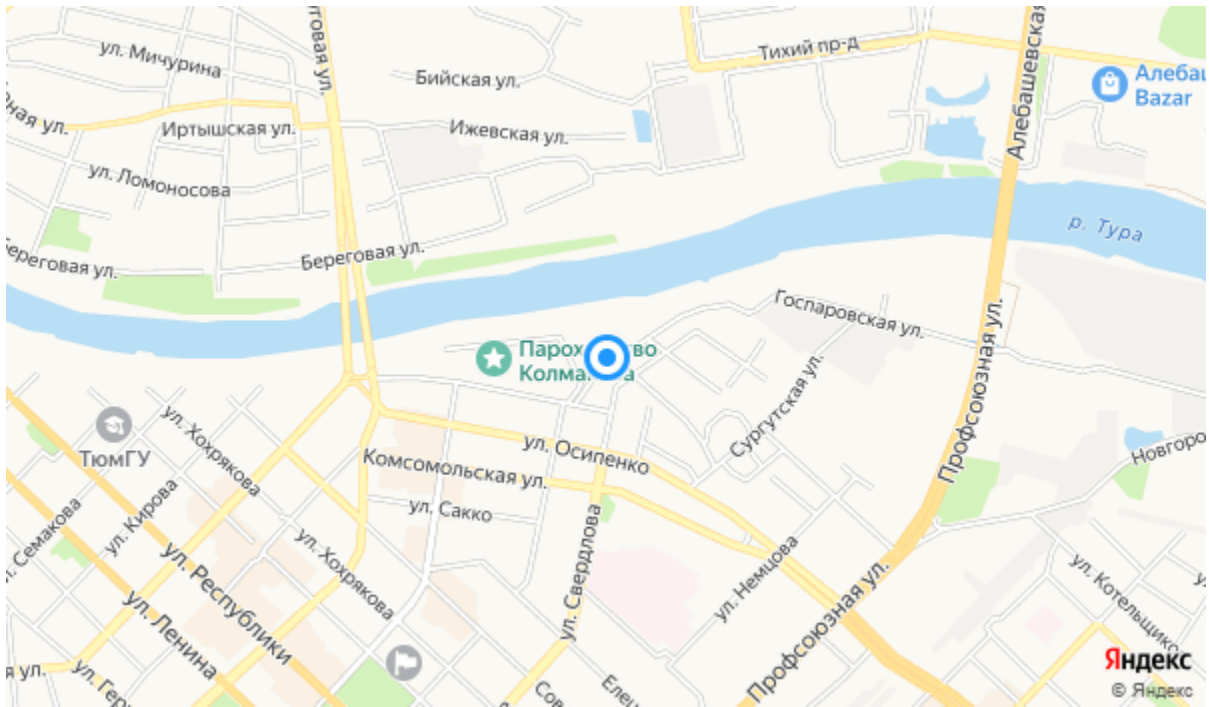 ул. Мичурина
Тихий пр-д
Бийская ул.
Алебашевская
Bazar
Иртышская ул.
Ижевская ул.
ул. Ломоносова
р. Тура
Береговая ул.
Береговая ул.
Госпаровская ул.
Профсоюзная ул.
Сургутская ул.
ТюмГУ
ул. Хохрякова
ул. Осипенко
Комсомольская ул.
ул. Сакко
ул. Кирова
Семакова
ул. Хохрякова
ул. Республики
ул. Ленина
ул. Свердлова
ул. Немцова
Профсоюзная ул.
ул.
ул.
Яндекс
© Яндекс